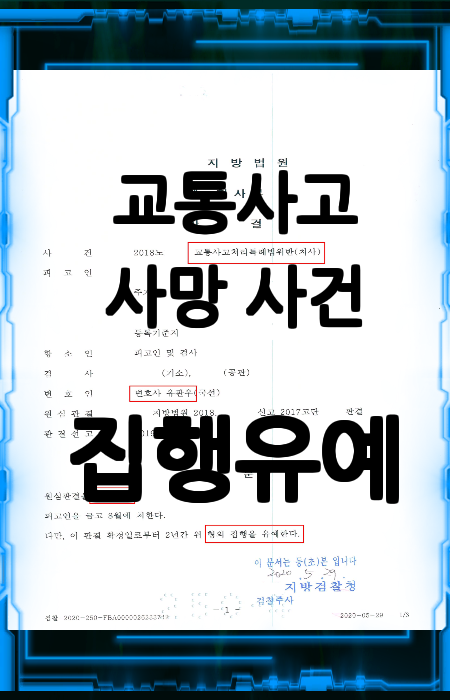 지 방 법 원
사
결
교통사고
사 건 2018노 교통사고처리특례법위반(치사)
피 고 인
사망 사건
등록기준지
항 소 인 피고인 및 검사
검 사 (기소), (공판)
변 호 인 변호사 유관우(국선)
원 심 판 결 지방법원 2018. 선고 2017고단 판결
판 결 선 고
집행유예
원심판결을
피고인을 금고 8월에 처한다.
다만, 이 판결 확정일로부터 2년간 위 형의 집행을 유예한다.
이 문서는 등(초)본 입니다
2020. 5. 29.
지방검찰청
검찰주사
- 1 -
2020-05-29 1/8